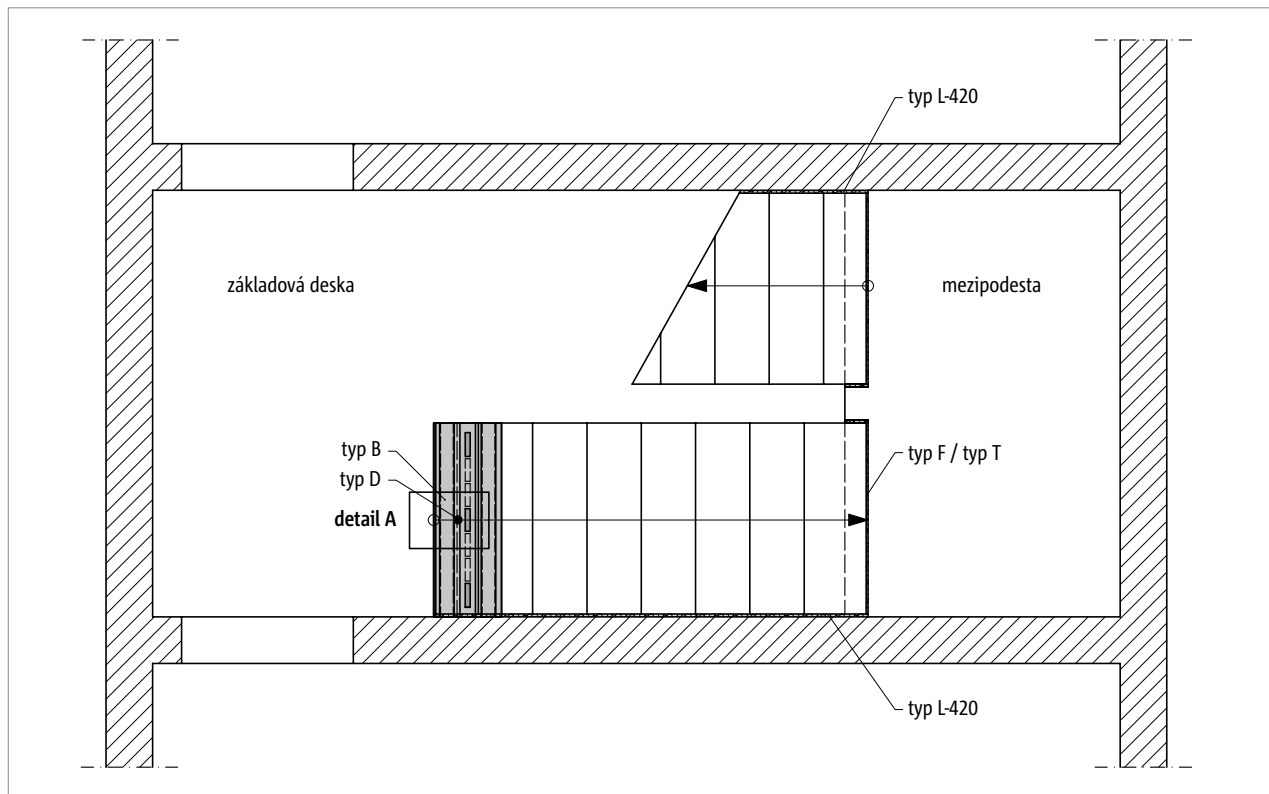 typ L-420
základová deska
mezipodesta
typ B
typ F / typ T
typ D
detail A
typ L-420